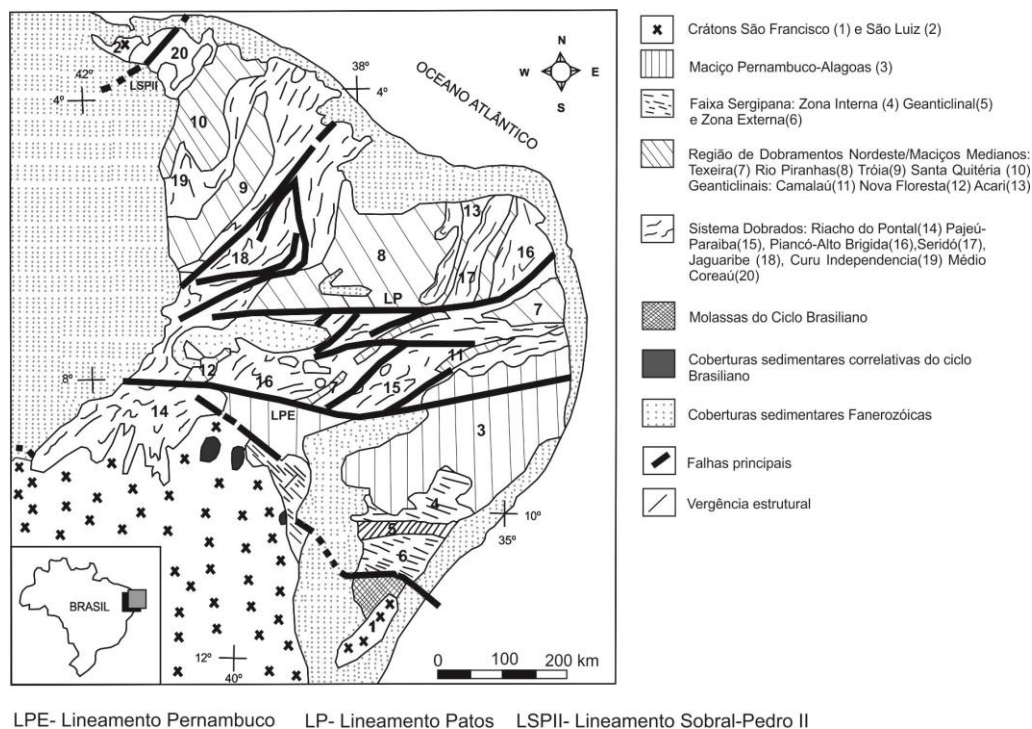 2
20
42º
4º
LSPII
38º
4º
OCEANO ATLÂNTICO
N
W
E
S
10
19
9
18
8
13
17
16
LP
7
11
12
16
7
15
8º
LPE
14
3
4
5
6
10º
35º
1
BRASIL
12º
40º
0 100 200 km
Crátons São Francisco (1) e São Luiz (2)
Maciço Pernambuco-Alagoas (3)
Faixa Sergipana: Zona Interna (4) Geanticlinal(5)
e Zona Externa(6)
Região de Dobramentos Nordeste/Maciços Medianos:
Texeira(7) Rio Piranhas(8) Tróia(9) Santa Quitéria (10)
Geanticlinais: Camalaú(11) Nova Floresta(12) Acari(13)
Sistema Dobrados: Riacho do Pontal(14) Pajeú-
Paraiba(15), Piancó-Alto Brigida(16),Seridó(17),
Jaguaribe (18), Curu Independencia(19) Médio
Coreaú(20)
Molassas do Ciclo Brasiliano
Coberturas sedimentares correlativas do ciclo
Brasiliano
Coberturas sedimentares Fanerozóicas
Falhas principais
Vergência estrutural
LPE- Lineamento Pernambuco LP- Lineamento Patos LSPII- Lineamento Sobral-Pedro II